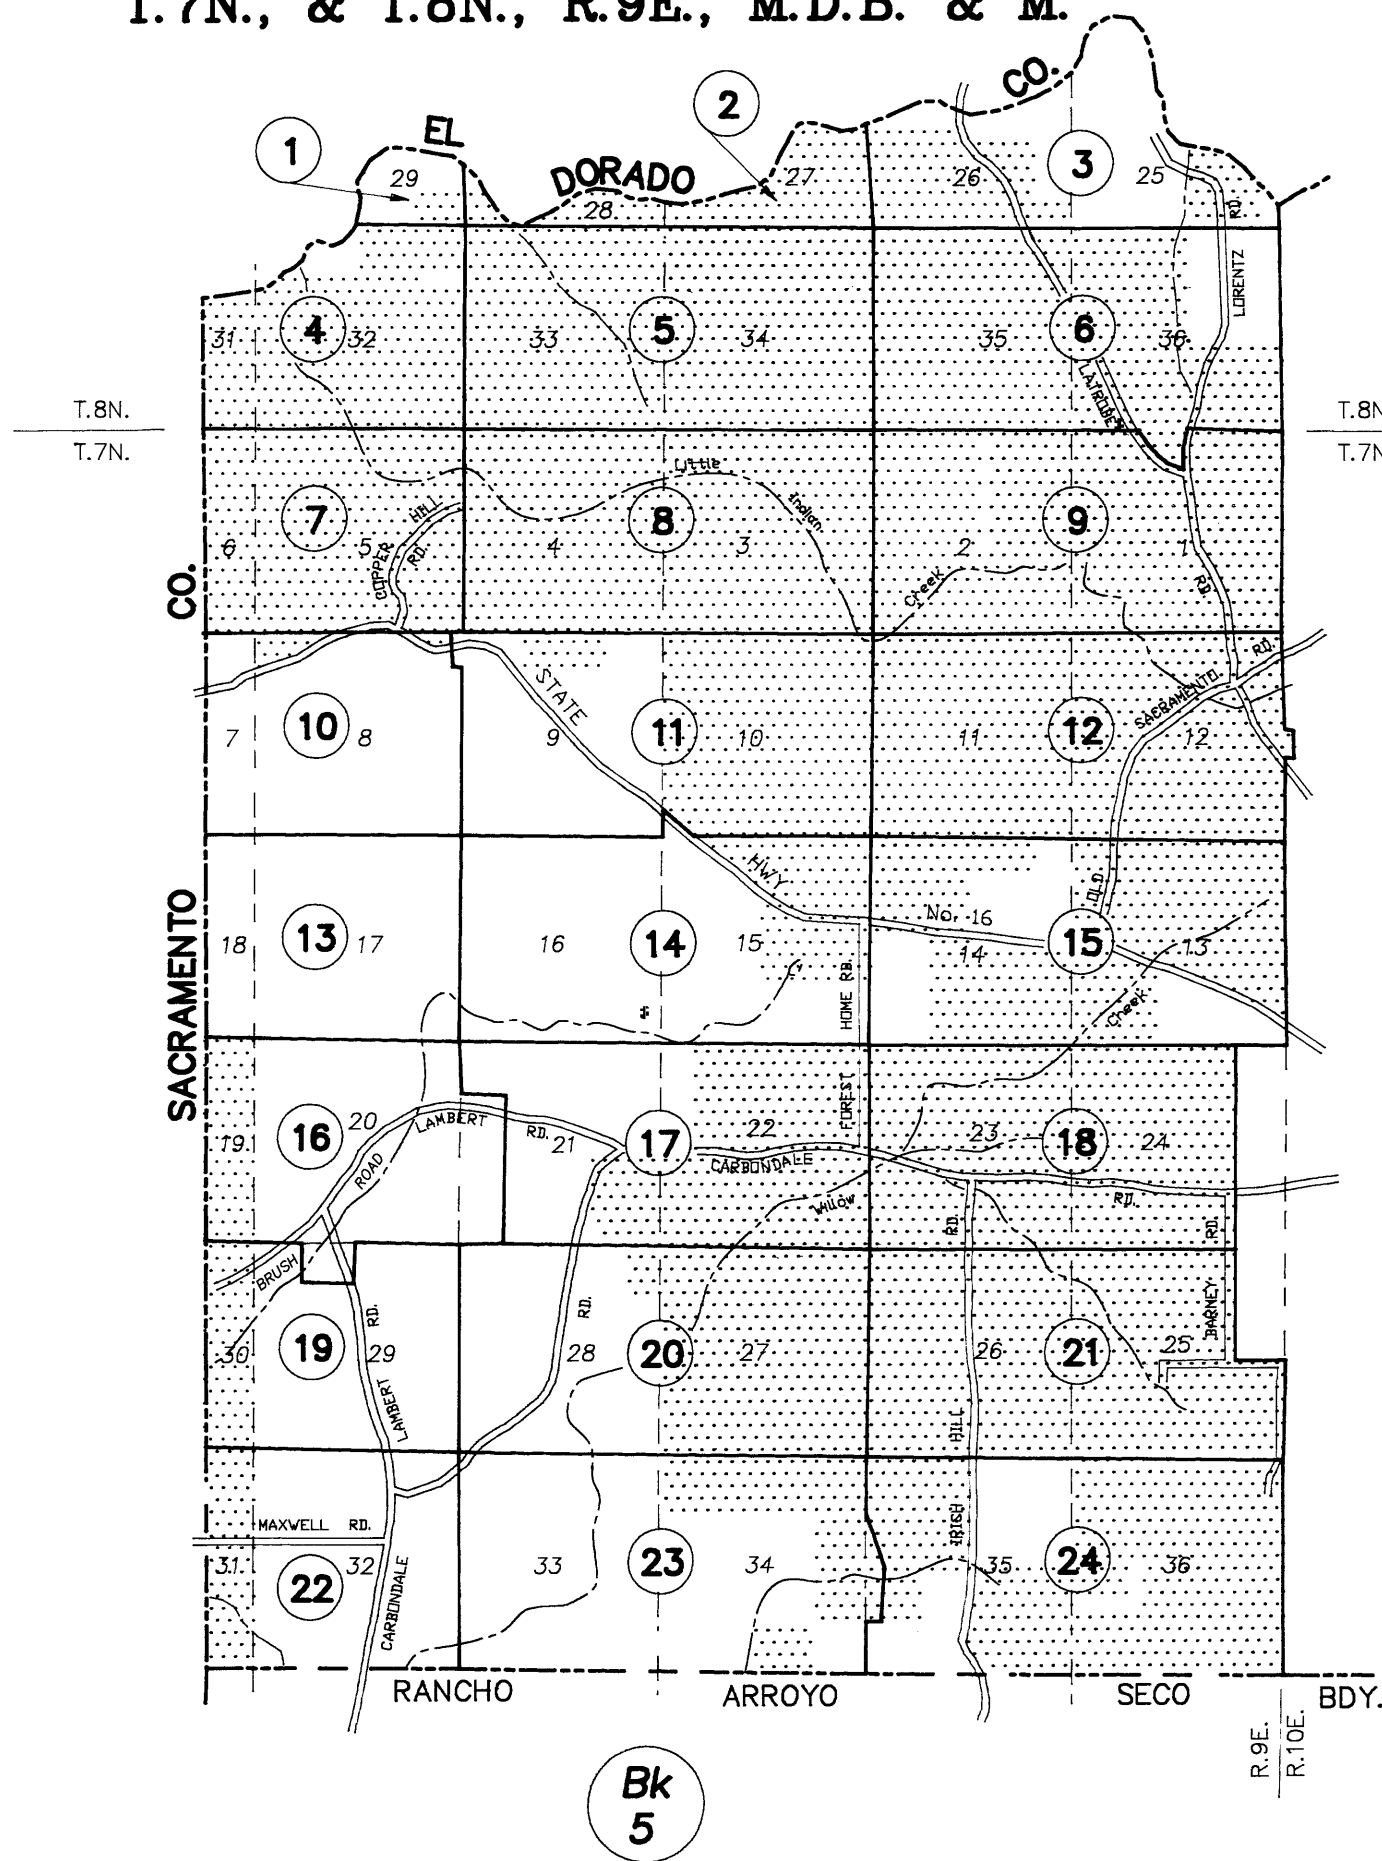 T.7N., & T.8N., R.9E., M.D.B. & M.
EL
DORADO
CO.
1
2
3
29
28
27
26
25
RD.
LORENTZ
4
5
6
31
32
33
34
35
36
LATROBE
T.8N.
T.7N.
T.8N
T.7N
7
8
9
6
5
4
3
2
1
COPPER
HILL
RD.
Little
Indian
Creek
RD.
CO.
SACRAMENTO
10
11
12
7
8
9
10
11
12
STATE
HWY
No. 16
OLD
SACRAMENTO
RD.
13
14
15
18
17
16
15
14
13
HOME RD.
FOREST
Creek
16
17
18
19
20
21
22
23
24
LAMBERT
RD.
ROAD
BRUSH
CARBONDALE
RD.
Willow
RD.
RD.
19
20
21
30
29
28
27
26
25
RD.
LAMBERT
RD.
HILL
IRISH
BARNEY
MAXWELL RD.
22
23
24
31
32
33
34
35
36
CARBONDALE
RANCHO
ARROYO
SECO
BDY.
R.9E.
R.10E.
Bk
5